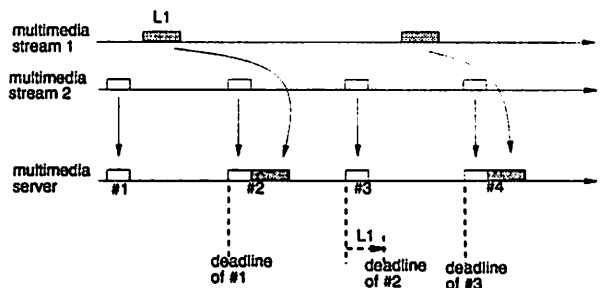 L1
multimedia
stream 1
multimedia
stream 2
multimedia
server
#1
#2
#3
#4
L1
deadline
of #1
deadline
of #2
deadline
of #3